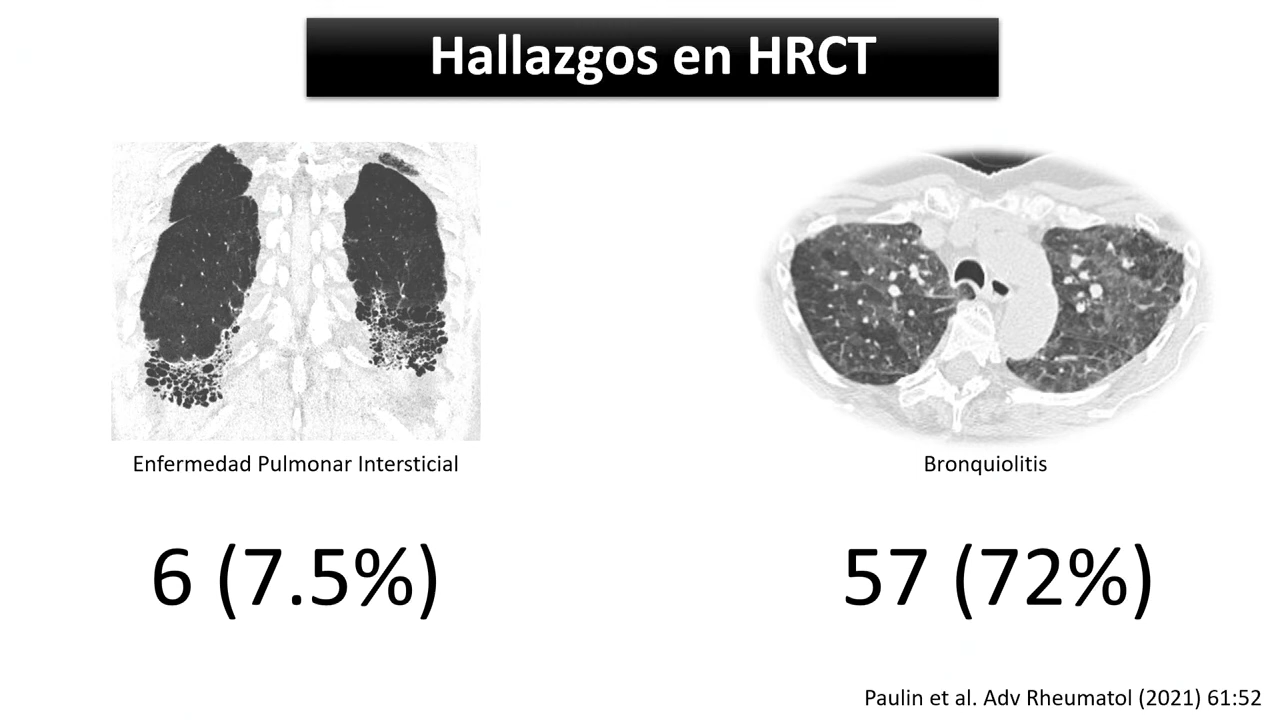 Hallazgos en HRCT
Enfermedad Pulmonar Intersticial
Bronquiolitis
6 (7.5%)
57 (72%)
Paulin et al. Adv Rheumatol (2021) 61:52